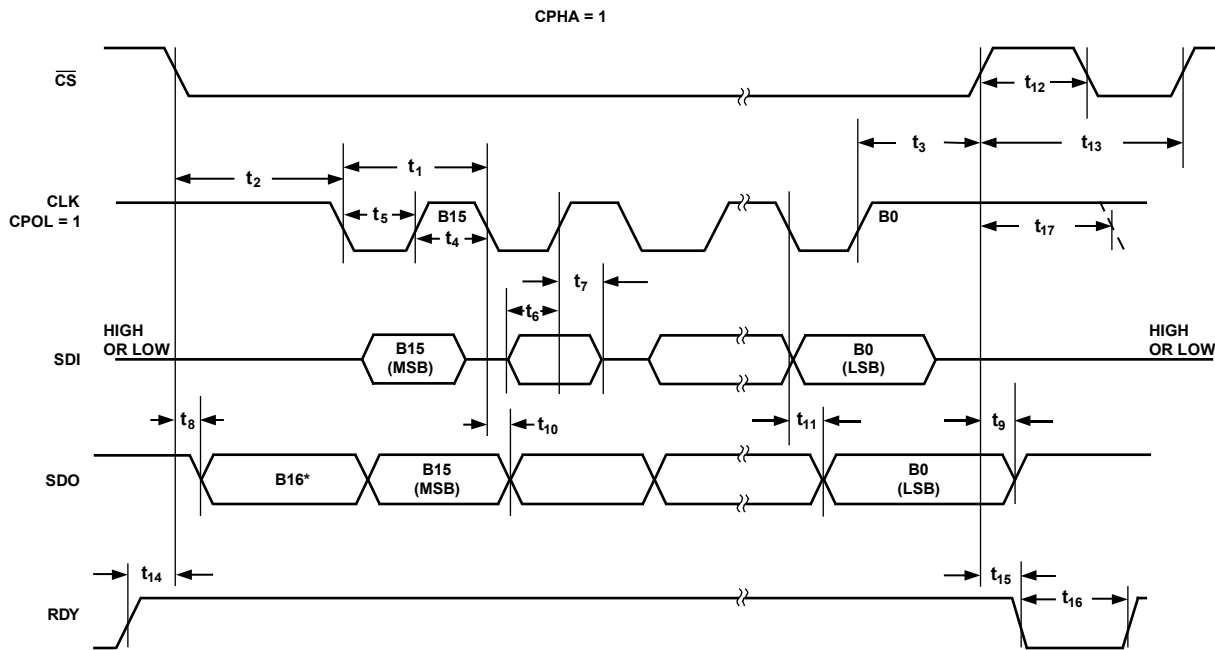 CPHA = 1
CS
t12
t3
t13
t1
t2
CLK
CPOL = 1
t5
B15
t4
B0
t17
t7
t6
HIGH
OR LOW
SDI
B15
(MSB)
B0
(LSB)
HIGH
OR LOW
t8
t10
t11
t9
SDO
B16*
B15
(MSB)
B0
(LSB)
t14
t15
RDY
t16